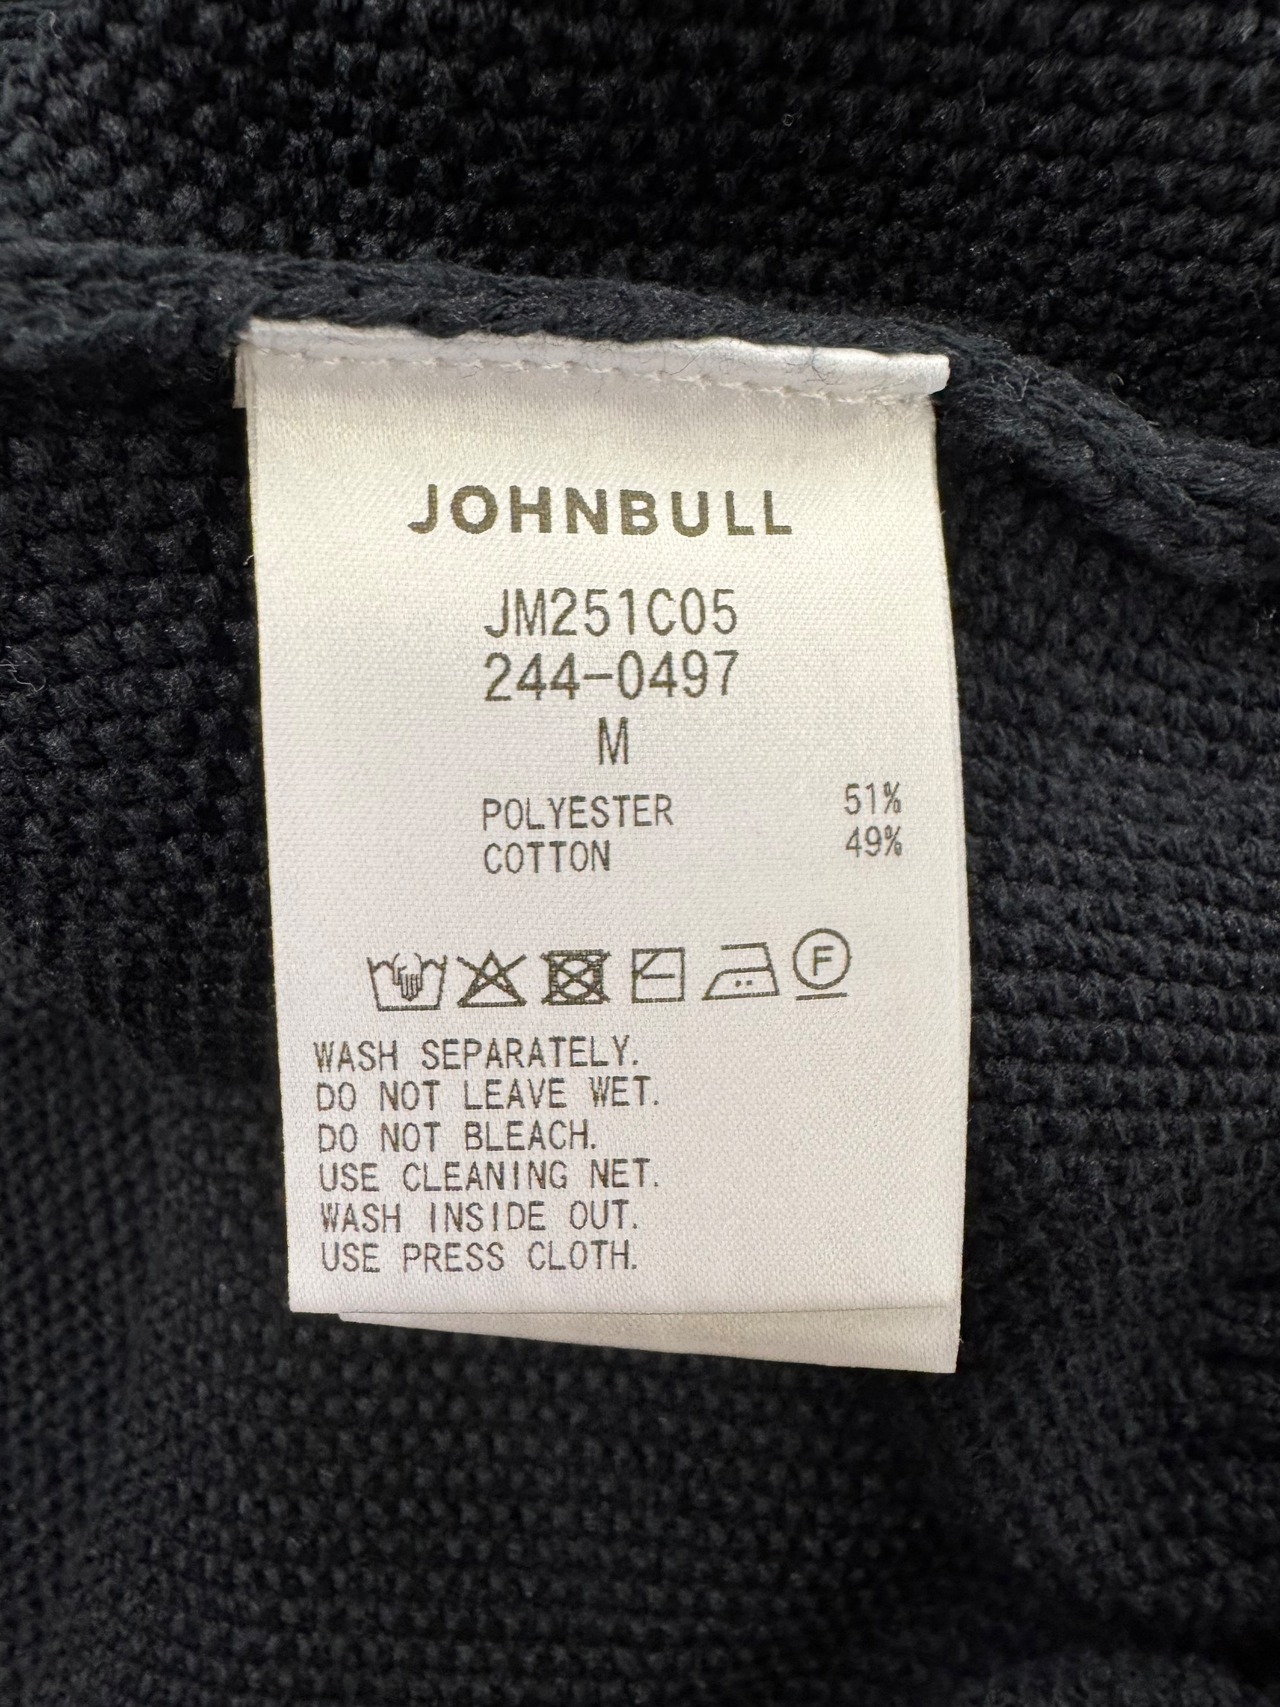 JOHNBULL
JM251C05
244-0497
M
POLYESTER 51%
COTTON 49%
F
WASH SEPARATELY.
DO NOT LEAVE WET.
DO NOT BLEACH.
USE CLEANING NET.
WASH INSIDE OUT.
USE PRESS CLOTH.